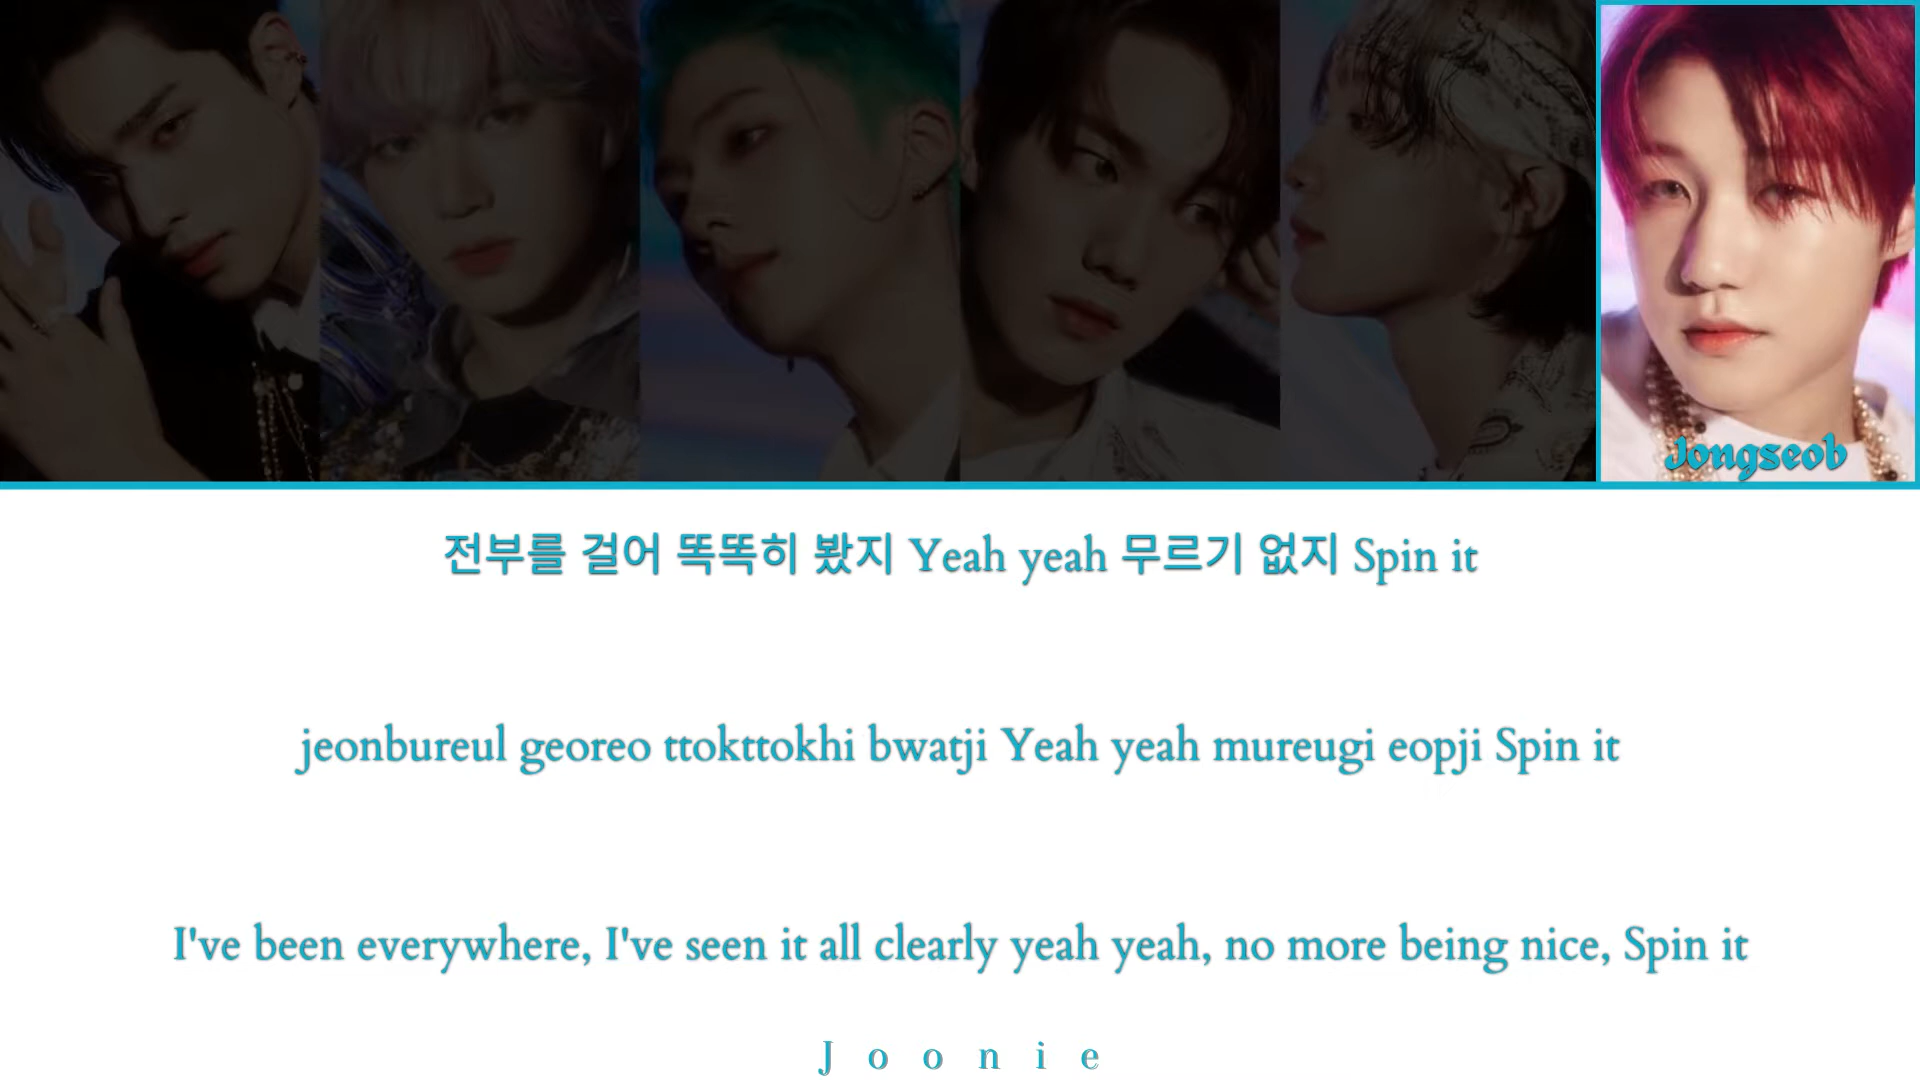 Jongseob
전부를 걸어 똑똑히 봤지 Yeah yeah 무르기 없지 Spin it
jeonbureul georeo ttokttokhi bwatji Yeah yeah mureugi eopji Spin it
I've been everywhere, I've seen it all clearly yeah yeah, no more being nice, Spin it
Joonie